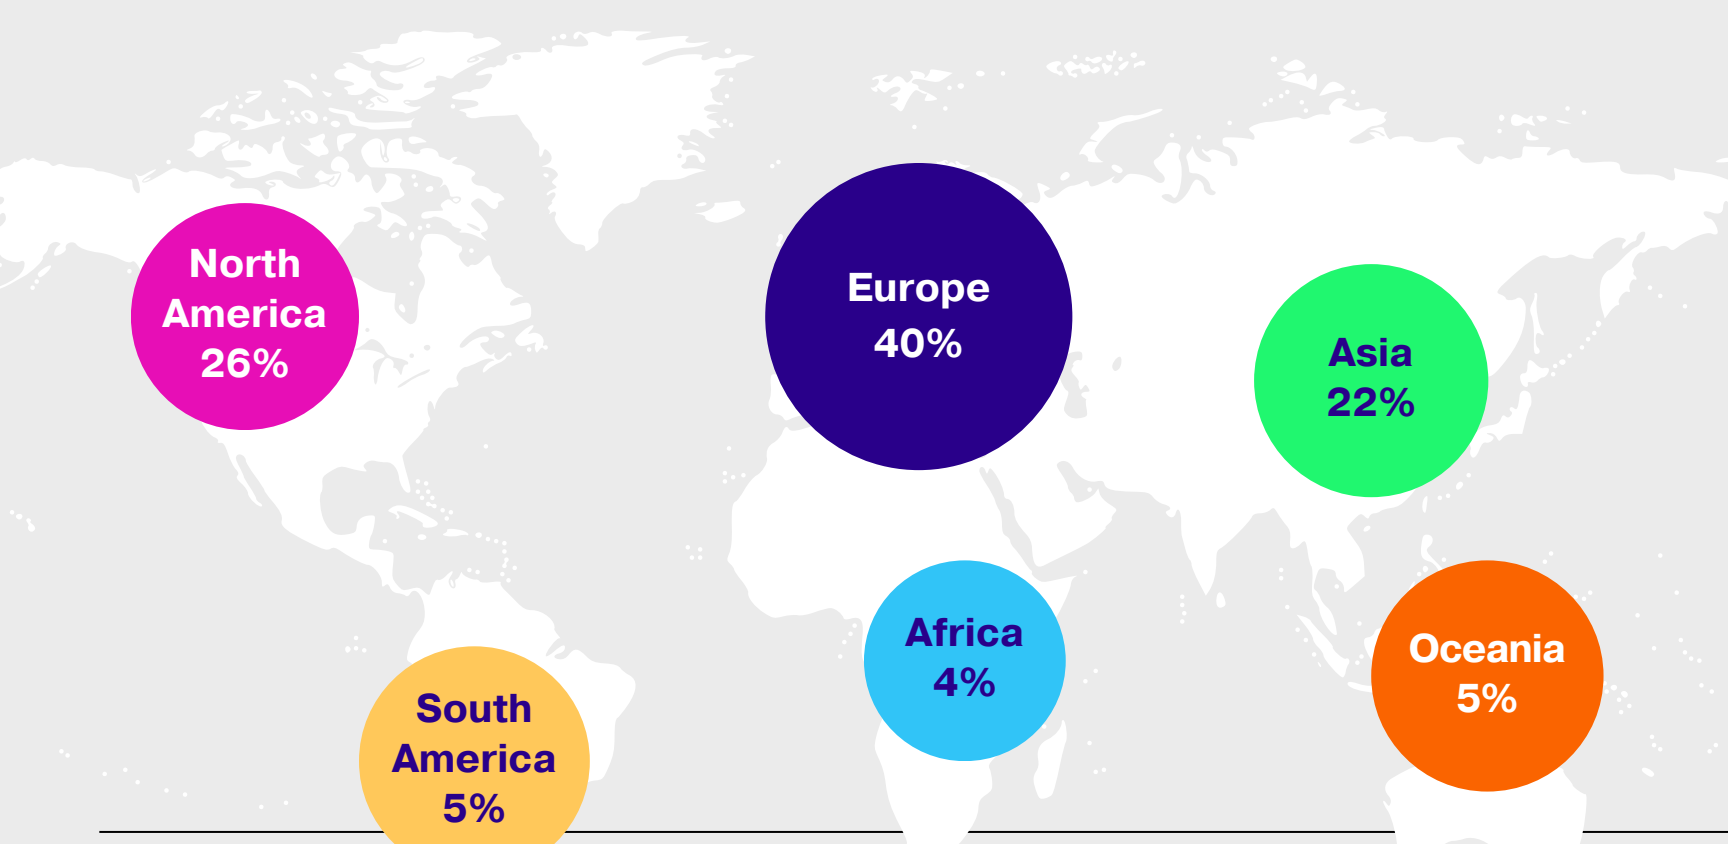 North
America
26%
Europe
40%
Asia
22%
Africa
4%
Oceania
5%
South
America
5%